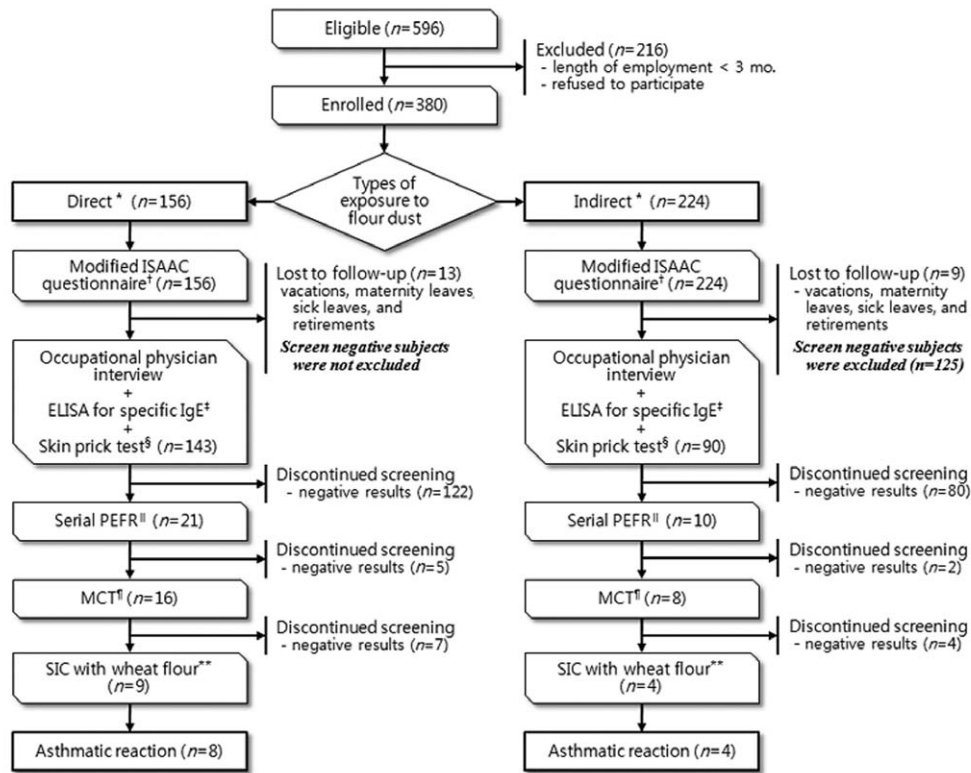 Eligible (n=596)
Excluded (n=216)
- length of employment < 3 mo.
- refused to participate
Enrolled (n=380)
Types of
exposure to
flour dust
Direct * (n=156)
Modified ISAAC
questionnaire† (n=156)
Lost to follow-up (n=13)
vacations, maternity leaves,
sick leaves, and
retirements
Screen negative subjects
were not excluded
Occupational physician
interview
+
ELISA for specific IgE‡
+
Skin prick test§ (n=143)
Discontinued screening
- negative results (n=122)
Serial PEFR|| (n=21)
Discontinued screening
- negative results (n=5)
MCT¶ (n=16)
Discontinued screening
- negative results (n=7)
SIC with wheat flour**
(n=9)
Asthmatic reaction (n=8)
Indirect * (n=224)
Modified ISAAC
questionnaire† (n=224)
Lost to follow-up (n=9)
- vacations, maternity
leaves, sick leaves, and
retirements
Screen negative subjects
were excluded (n=125)
Occupational physician
interview
+
ELISA for specific IgE‡
+
Skin prick test§ (n=90)
Discontinued screening
- negative results (n=80)
Serial PEFR|| (n=10)
Discontinued screening
- negative results (n=2)
MCT¶ (n=8)
Discontinued screening
- negative results (n=4)
SIC with wheat flour**
(n=4)
Asthmatic reaction (n=4)